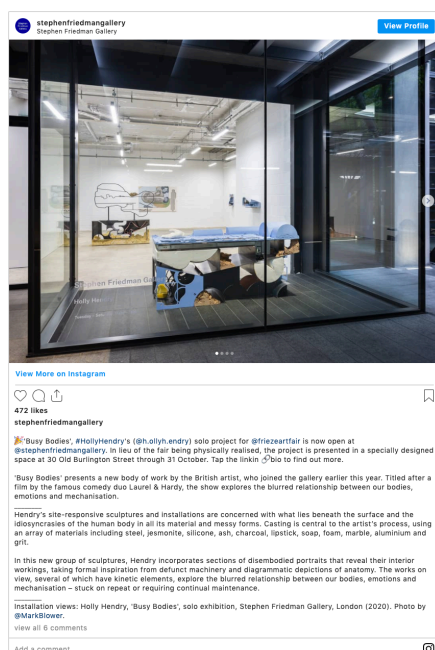 stephenfriedmangallery
Stephen Friedman Gallery
View Profile
Stephen Friedman Gal
Holly Hen
View More on Instagram
472 likes
stephenfriedmangallery
🎉'Busy Bodies', #HollyHendry's (@h.ollyh.endry) solo project for @friezeartfair is now open at
@stephenfriedmangallery. In lieu of the fair being physically realised, the project is presented in a specially designed
space at 30 Old Burlington Street through 31 October. Tap the linkin 🔗bio to find out more.
'Busy Bodies' presents a new body of work by the British artist, who joined the gallery earlier this year. Titled after a
film by the famous comedy duo Laurel & Hardy, the show explores the blurred relationship between our bodies,
emotions and mechanisation.
Hendry's site-responsive sculptures and installations are concerned with what lies beneath the surface and the
idiosyncrasies of the human body in all its material and messy forms. Casting is central to the artist's process, using
an array of materials including steel, jesmonite, silicone, ash, charcoal, lipstick, soap, foam, marble, aluminium and
grit.
In this new group of sculptures, Hendry incorporates sections of disembodied portraits that reveal their interior
workings, taking formal inspiration from defunct machinery and diagrammatic depictions of anatomy. The works on
view, several of which have kinetic elements, explore the blurred relationship between our bodies, emotions and
mechanisation – stuck on repeat or requiring continual maintenance.
Installation views: Holly Hendry, 'Busy Bodies', solo exhibition, Stephen Friedman Gallery, London (2020). Photo by
@MarkBlower.
view all 6 comments
Add a comment